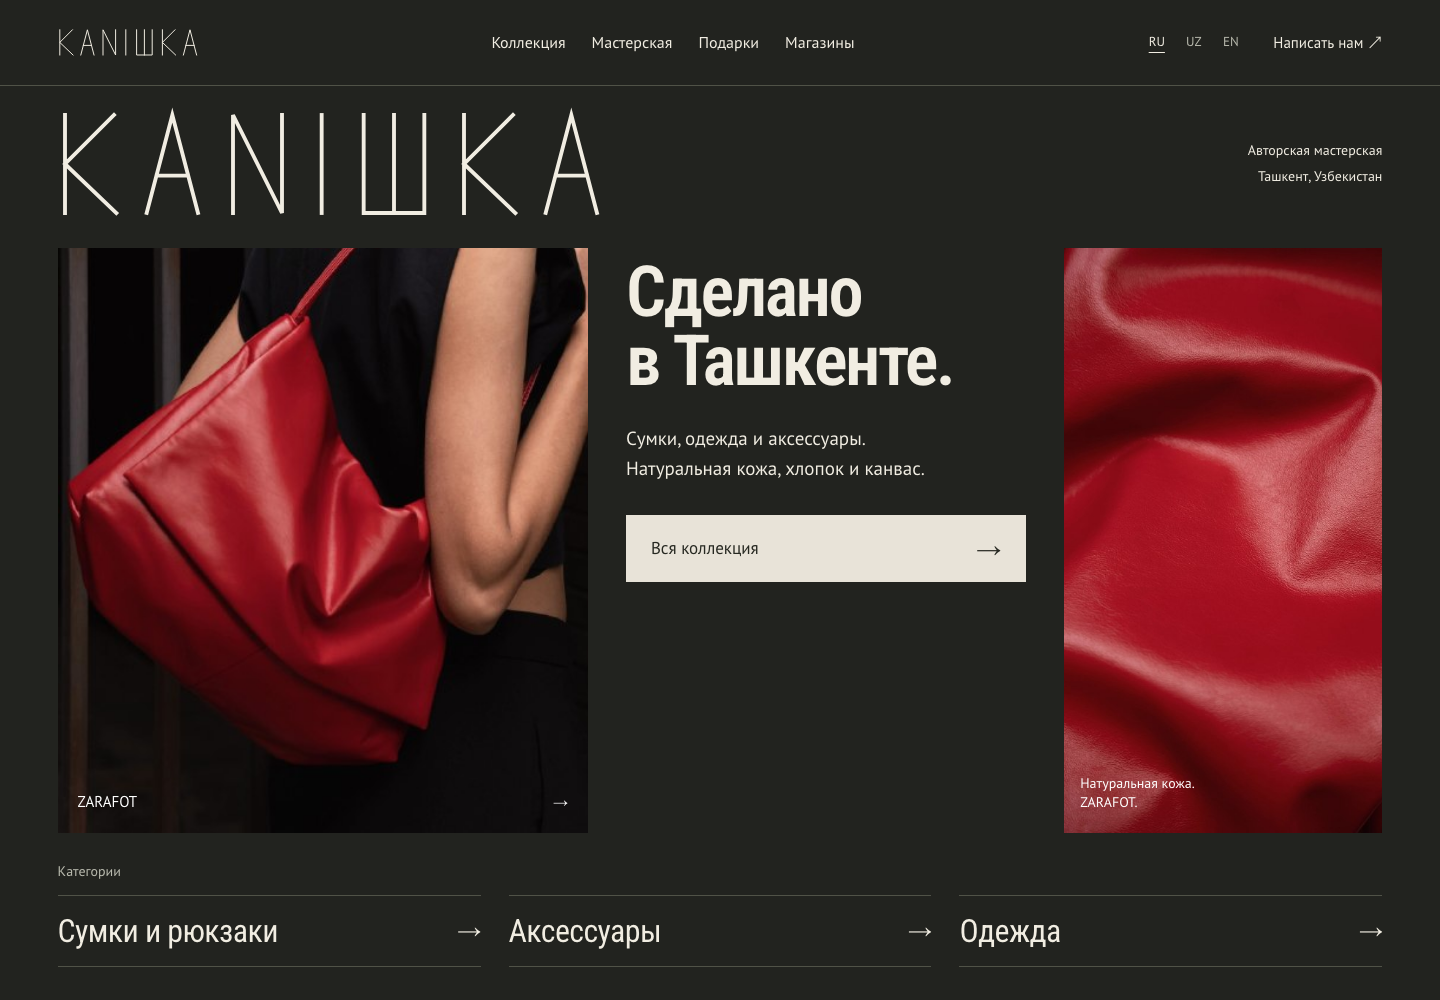 KANIШKA
Коллекция Мастерская Подарки Магазины
RU UZ EN
Написать нам ↗
KANIШKA
Авторская мастерская
Ташкент, Узбекистан
Сделано
в Ташкенте.
Сумки, одежда и аксессуары.
Натуральная кожа, хлопок и канвас.
Вся коллекция →
ZARAFOT →
Натуральная кожа.
ZARAFOT.
Категории
Сумки и рюкзаки →
Аксессуары →
Одежда →